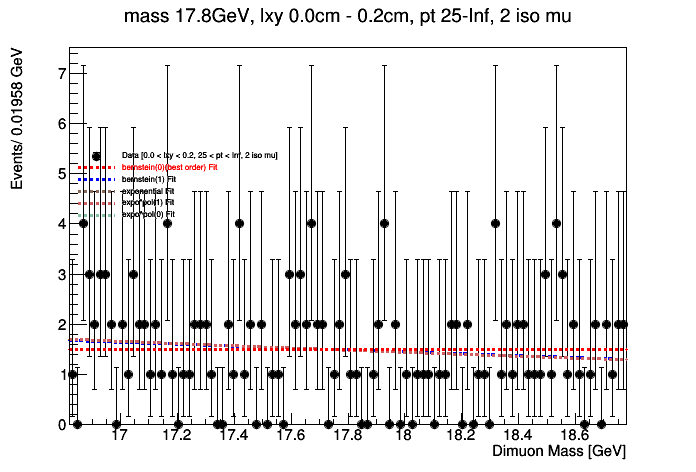 mass 17.8GeV, lxy 0.0cm - 0.2cm, pt 25-Inf, 2 iso mu
Events/ 0.01958 GeV
7
6
5
4
3
2
1
0
Data [0.0 < lxy < 0.2, 25 < pt < Inf, 2 iso mu]
bernstein(0)(best order) Fit
bernstein(1) Fit
exponential Fit
expo*pol(1) Fit
expo*pol(0) Fit
17 17.2 17.4 17.6 17.8 18 18.2 18.4 18.6
Dimuon Mass [GeV]